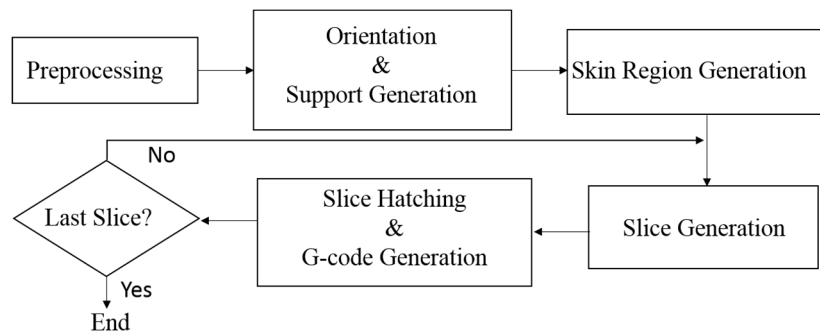 Preprocessing
Orientation
&
Support Generation
Skin Region Generation
No
Last Slice?
Slice Hatching
&
G-code Generation
Slice Generation
Yes
End